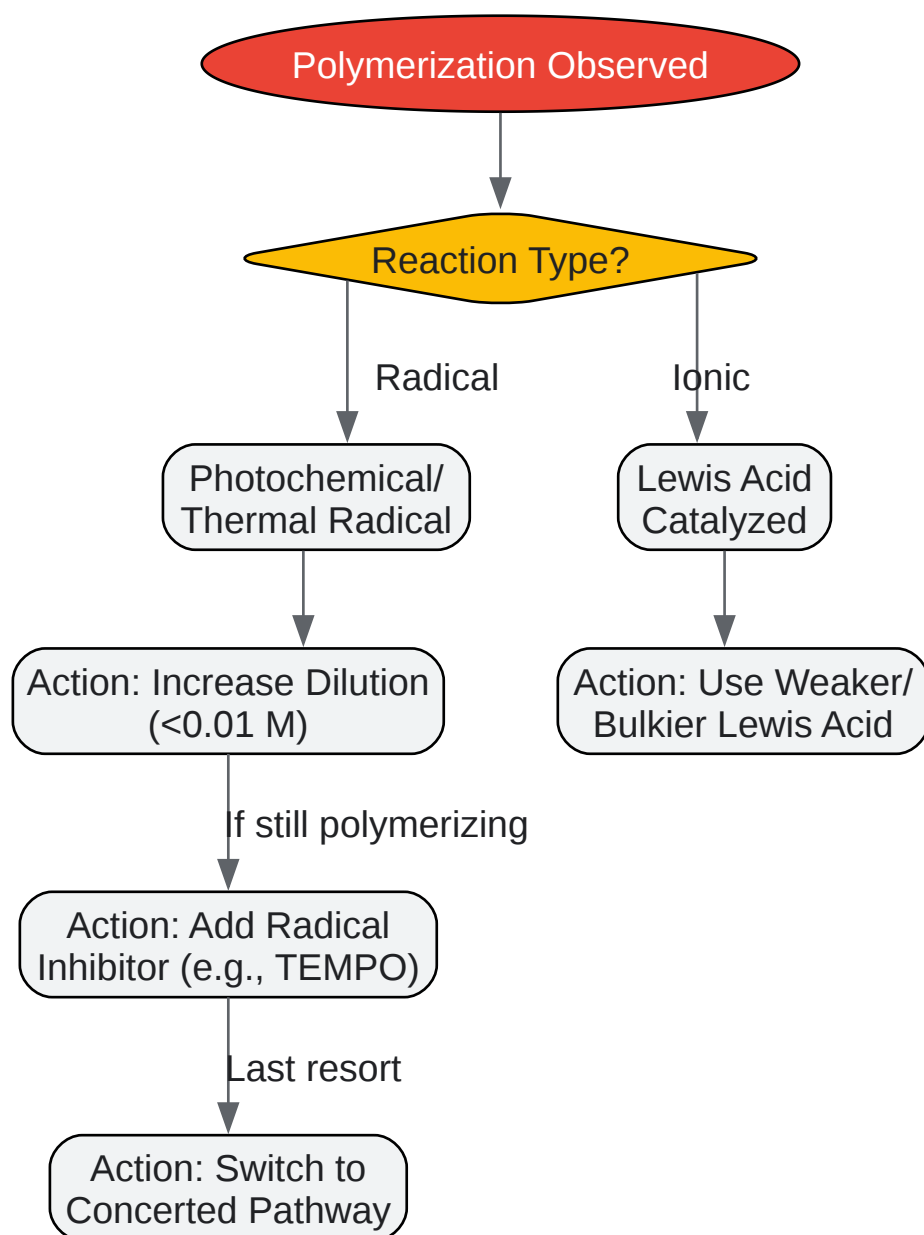 Polymerization Observed
Reaction Type?
Radical
Ionic
Photochemical/
Thermal Radical
Lewis Acid
Catalyzed
Action: Increase Dilution
(<0.01 M)
Action: Use Weaker/
Bulkier Lewis Acid
If still polymerizing
Action: Add Radical
Inhibitor (e.g., TEMPO)
Last resort
Action: Switch to
Concerted Pathway